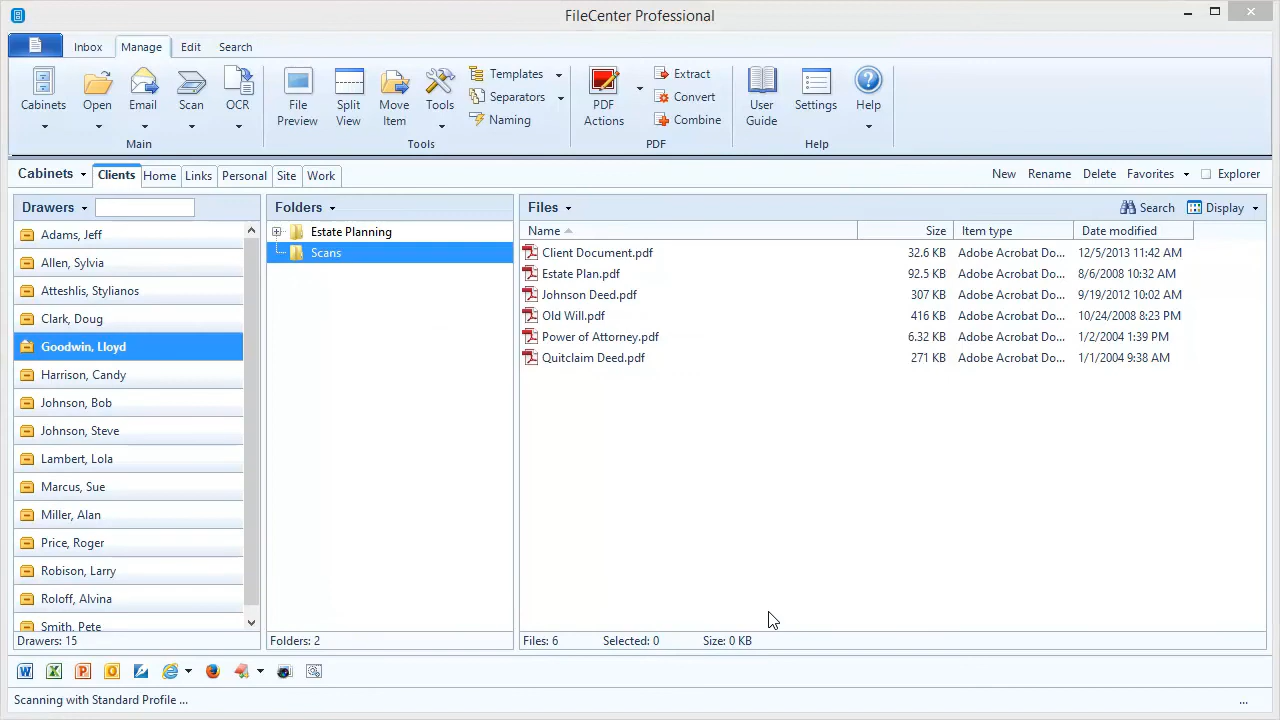 FileCenter Professional
Inbox Manage Edit Search
Cabinets Open Email Scan OCR File Preview Split View Move Item Tools Templates Separators Naming PDF Actions Extract Convert Combine User Guide Settings Help
Main Tools PDF Help
Cabinets Clients Home Links Personal Site Work New Rename Delete Favorites Explorer
Drawers Folders Files Search Display
Name Size Item type Date modified
Adams, Jeff
Allen, Sylvia
Atteshlis, Stylianos
Clark, Doug
Goodwin, Lloyd
Harrison, Candy
Johnson, Bob
Johnson, Steve
Lambert, Lola
Marcus, Sue
Miller, Alan
Price, Roger
Robison, Larry
Roloff, Alvina
Smith, Pete
Drawers: 15
Estate Planning
Scans
Folders: 2
Client Document.pdf 32.6 KB Adobe Acrobat Do... 12/5/2013 11:42 AM
Estate Plan.pdf 92.5 KB Adobe Acrobat Do... 8/6/2008 10:32 AM
Johnson Deed.pdf 307 KB Adobe Acrobat Do... 9/19/2012 10:02 AM
Old Will.pdf 416 KB Adobe Acrobat Do... 10/24/2008 8:23 PM
Power of Attorney.pdf 6.32 KB Adobe Acrobat Do... 1/2/2004 1:39 PM
Quitclaim Deed.pdf 271 KB Adobe Acrobat Do... 1/1/2004 9:38 AM
Files: 6 Selected: 0 Size: 0 KB
Scanning with Standard Profile ... ...